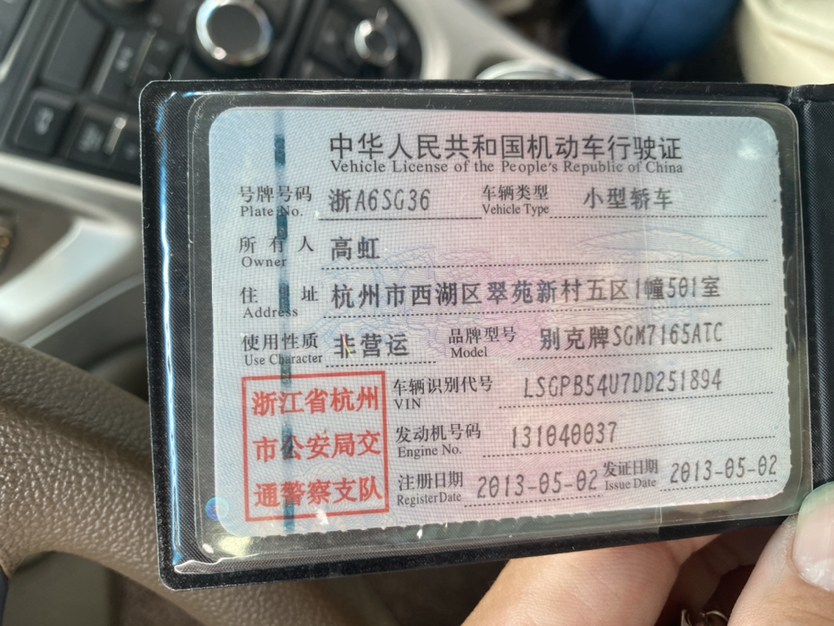 中华人民共和国机动车行驶证
Vehicle License of the People's Republic of China
号牌号码 浙A6SG36 车辆类型 小型轿车
Plate No. Vehicle Type
所有人 高虹
Owner
住址 杭州市西湖区翠苑新村五区1幢501室
Address
使用性质 非营运 品牌型号 别克牌SGM7165ATC
Use Character Model
浙江省杭州
市公安局交
通警察支队
车辆识别代号 LSGPB54U7DD251894
VIN
发动机号码 131040037
Engine No.
注册日期 2013-05-02 发证日期 2013-05-02
Register Date Issue Date